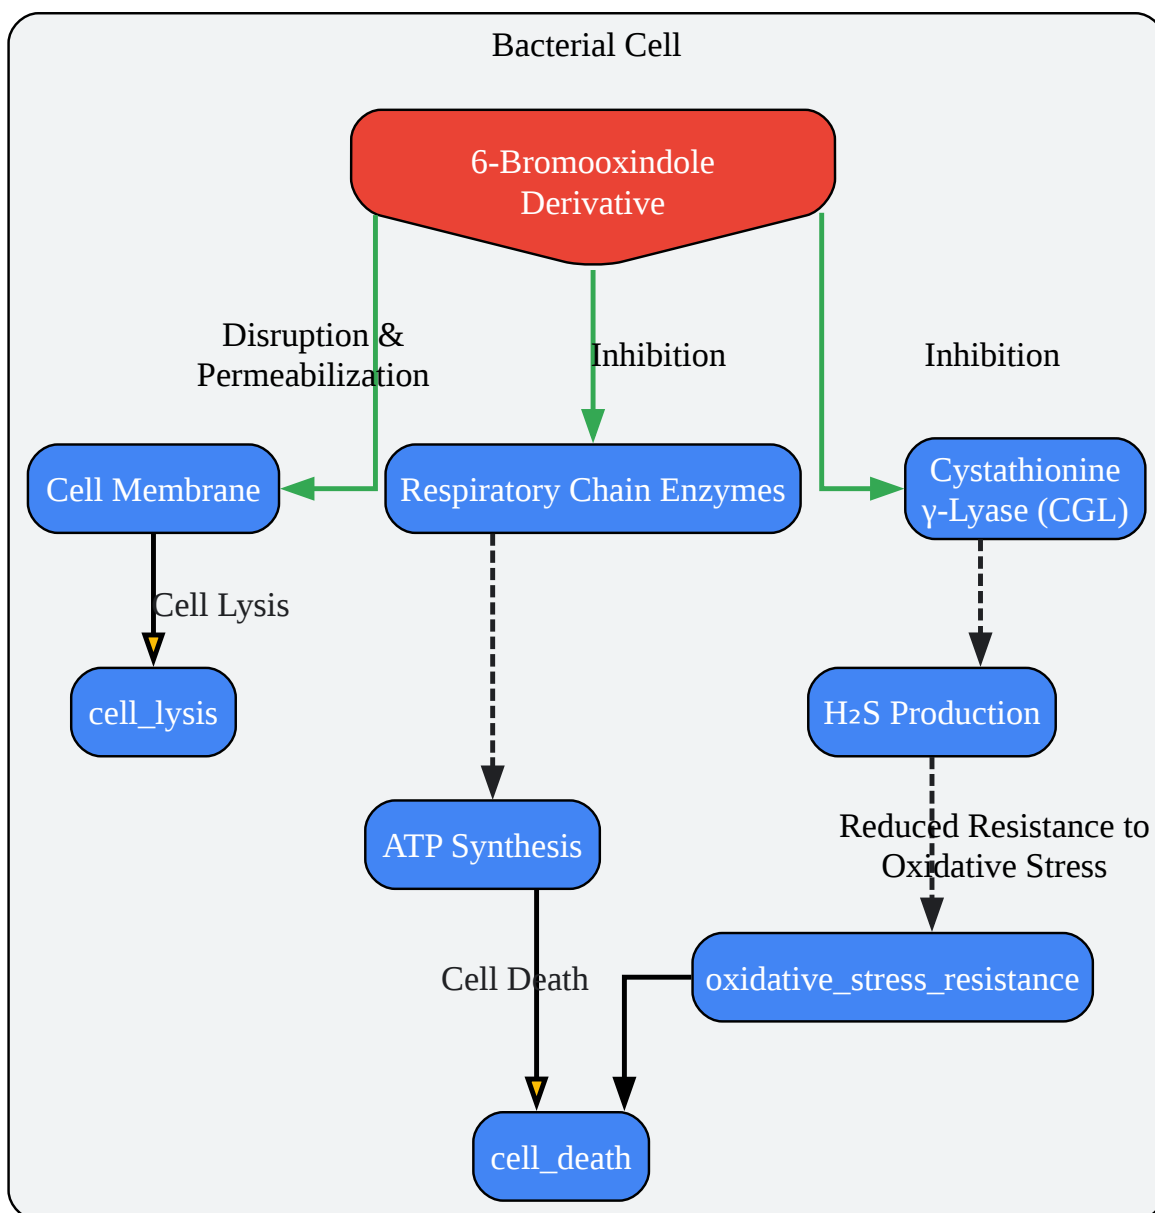 Bacterial Cell
6-Bromooxindole
Derivative
Disruption &
Permeabilization
Inhibition
Inhibition
Cell Membrane
Respiratory Chain Enzymes
Cystathionine
γ-Lyase (CGL)
Cell Lysis
cell_lysis
H₂S Production
ATP Synthesis
Reduced Resistance to
Oxidative Stress
Cell Death
oxidative_stress_resistance
cell_death